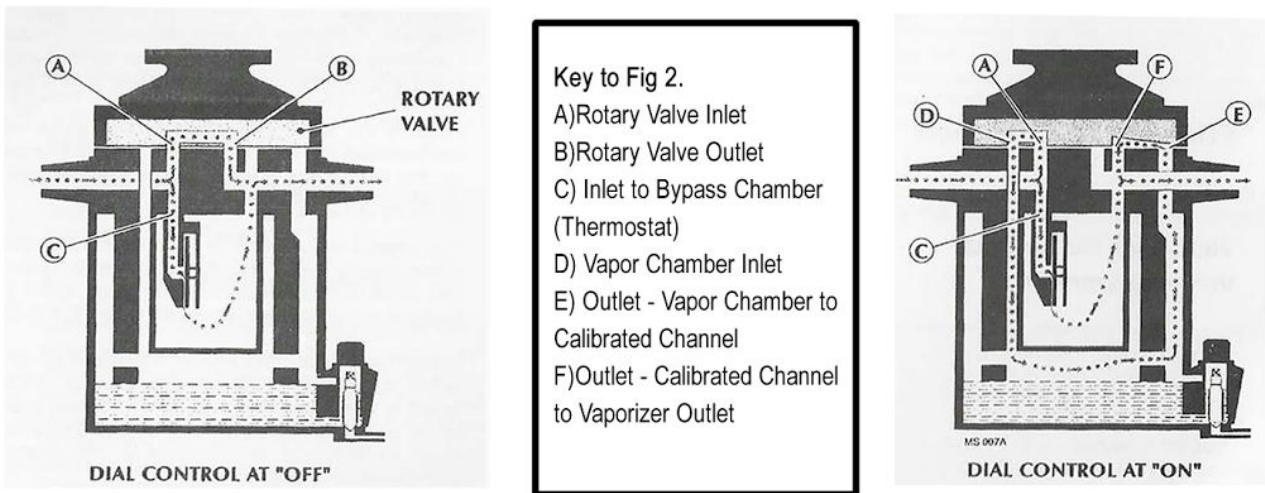 A
B
ROTARY
VALVE
C
DIAL CONTROL AT "OFF"
Key to Fig 2.
A)Rotary Valve Inlet
B)Rotary Valve Outlet
C) Inlet to Bypass Chamber
(Thermostat)
D) Vapor Chamber Inlet
E) Outlet - Vapor Chamber to
Calibrated Channel
F)Outlet - Calibrated Channel
to Vaporizer Outlet
A
F
D
E
C
MS 007A
DIAL CONTROL AT "ON"